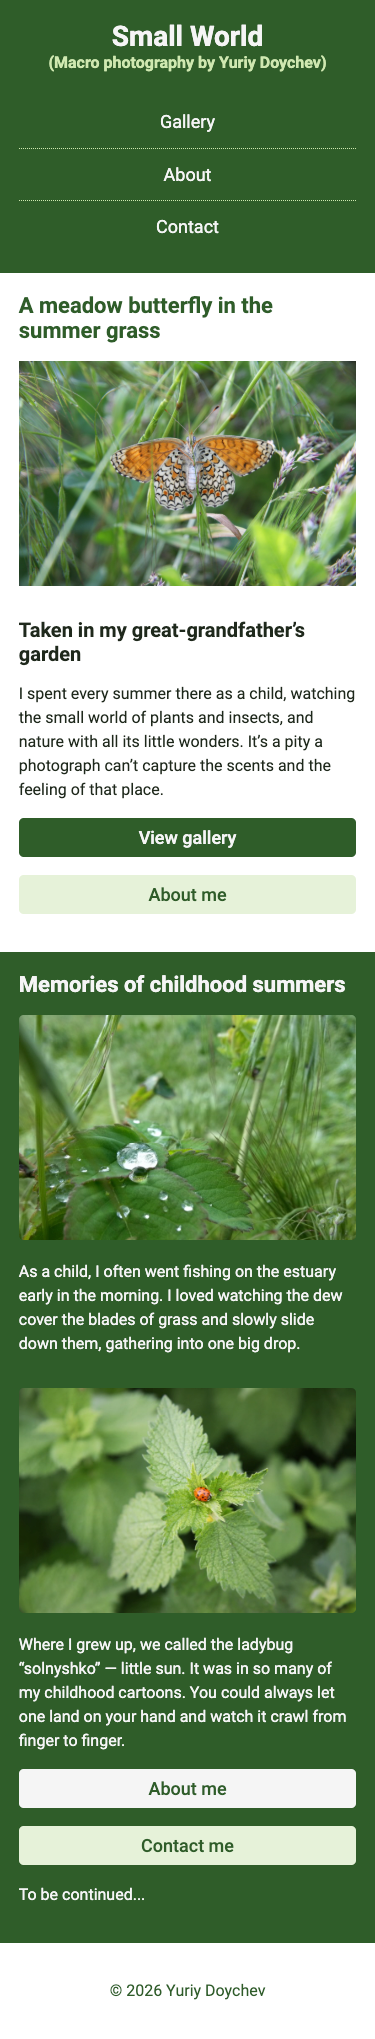 Small World
(Macro photography by Yuriy Doychev)
Gallery
About
Contact
A meadow butterfly in the
summer grass
Taken in my great-grandfather’s
garden
I spent every summer there as a child, watching
the small world of plants and insects, and
nature with all its little wonders. It’s a pity a
photograph can’t capture the scents and the
feeling of that place.
View gallery
About me
Memories of childhood summers
As a child, I often went fishing on the estuary
early in the morning. I loved watching the dew
cover the blades of grass and slowly slide
down them, gathering into one big drop.
Where I grew up, we called the ladybug
“solnyshko” — little sun. It was in so many of
my childhood cartoons. You could always let
one land on your hand and watch it crawl from
finger to finger.
About me
Contact me
To be continued...
© 2026 Yuriy Doychev